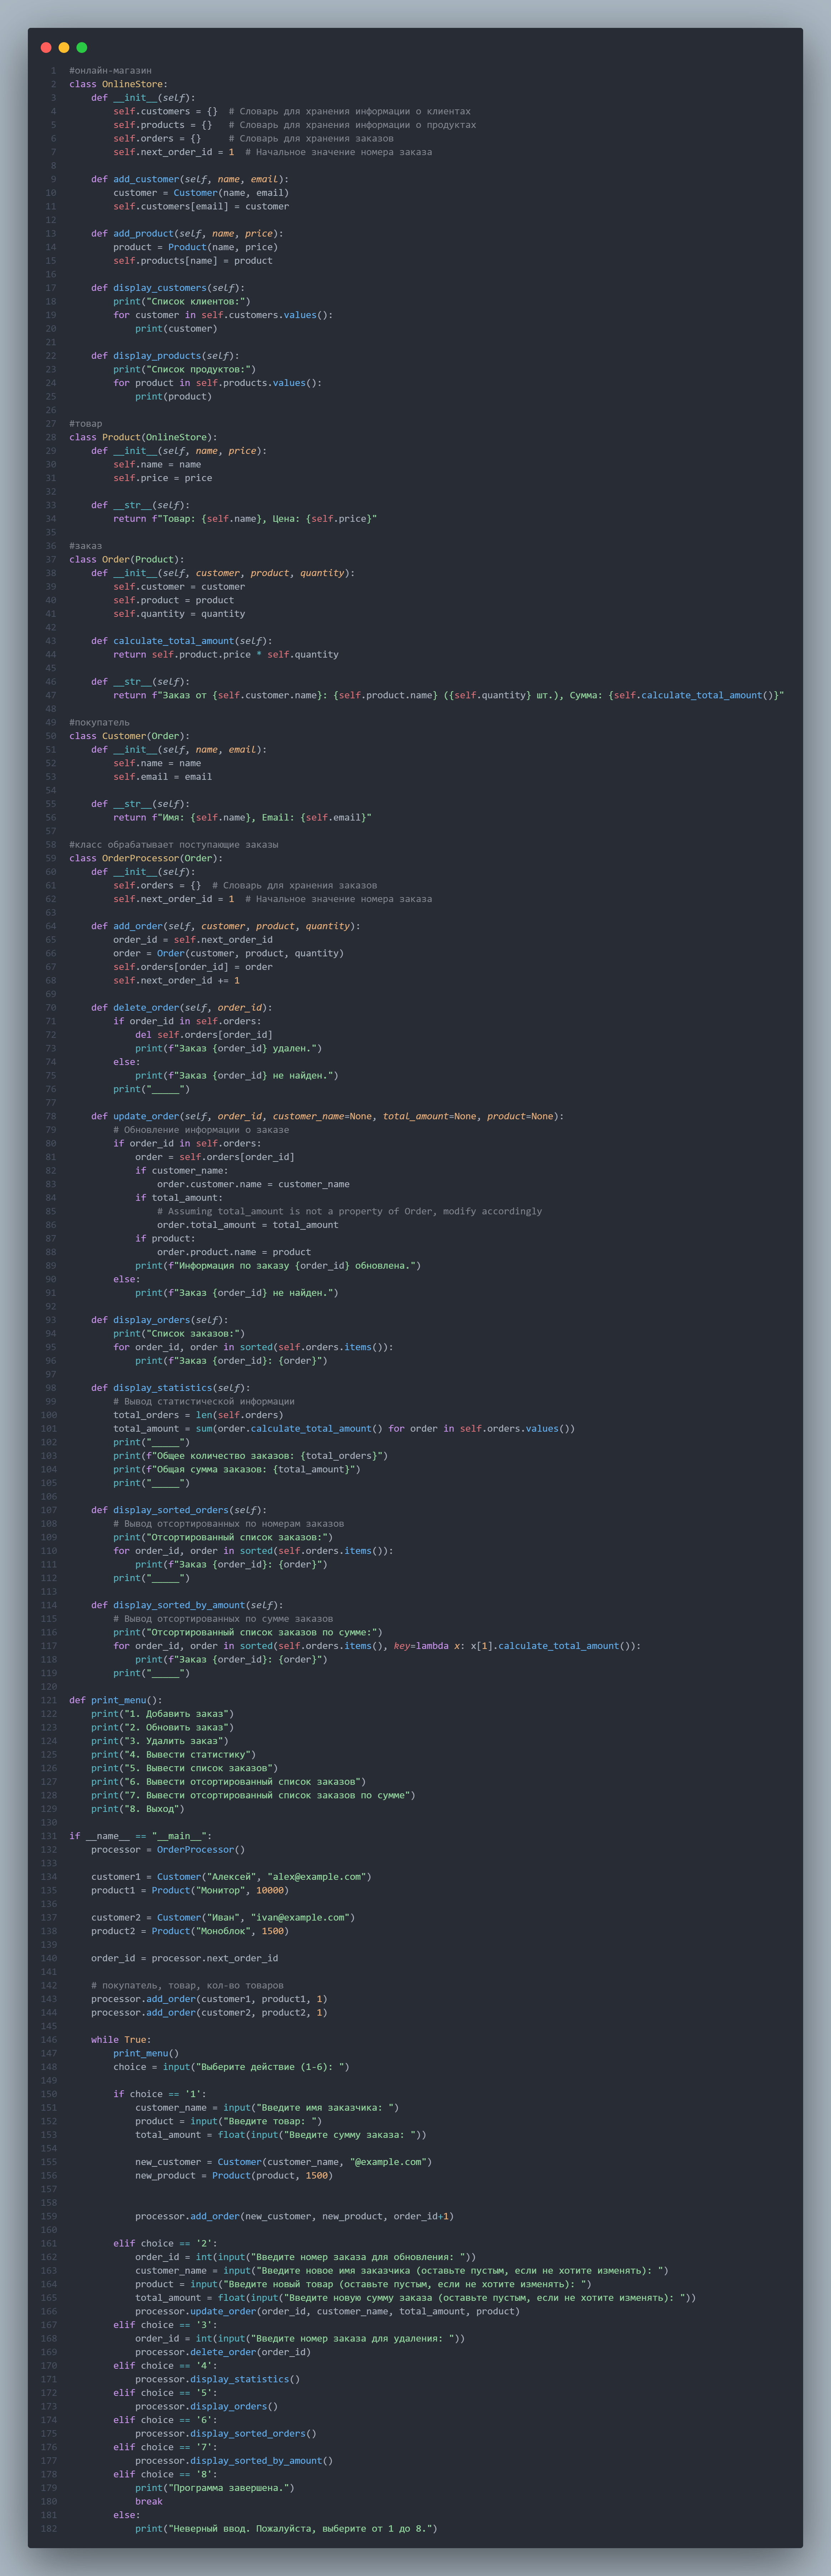 1 #онлайн-магазин
2 class OnlineStore:
3     def __init__(self):
4         self.customers = {}  # Словарь для хранения информации о клиентах
5         self.products = {}   # Словарь для хранения информации о продуктах
6         self.orders = {}     # Словарь для хранения заказов
7         self.next_order_id = 1  # Начальное значение номера заказа
8
9     def add_customer(self, name, email):
10         customer = Customer(name, email)
11         self.customers[email] = customer
12
13     def add_product(self, name, price):
14         product = Product(name, price)
15         self.products[name] = product
16
17     def display_customers(self):
18         print("Список клиентов:")
19         for customer in self.customers.values():
20             print(customer)
21
22     def display_products(self):
23         print("Список продуктов:")
24         for product in self.products.values():
25             print(product)
26
27 #товар
28 class Product(OnlineStore):
29     def __init__(self, name, price):
30         self.name = name
31         self.price = price
32
33     def __str__(self):
34         return f"Товар: {self.name}, Цена: {self.price}"
35
36 #заказ
37 class Order(Product):
38     def __init__(self, customer, product, quantity):
39         self.customer = customer
40         self.product = product
41         self.quantity = quantity
42
43     def calculate_total_amount(self):
44         return self.product.price * self.quantity
45
46     def __str__(self):
47         return f"Заказ от {self.customer.name}: {self.product.name} ({self.quantity} шт.), Сумма: {self.calculate_total_amount()}"
48
49 #покупатель
50 class Customer(Order):
51     def __init__(self, name, email):
52         self.name = name
53         self.email = email
54
55     def __str__(self):
56         return f"Имя: {self.name}, Email: {self.email}"
57
58 #класс обрабатывает поступающие заказы
59 class OrderProcessor(Order):
60     def __init__(self):
61         self.orders = {}  # Словарь для хранения заказов
62         self.next_order_id = 1  # Начальное значение номера заказа
63
64     def add_order(self, customer, product, quantity):
65         order_id = self.next_order_id
66         order = Order(customer, product, quantity)
67         self.orders[order_id] = order
68         self.next_order_id += 1
69
70     def delete_order(self, order_id):
71         if order_id in self.orders:
72             del self.orders[order_id]
73             print(f"Заказ {order_id} удален.")
74         else:
75             print(f"Заказ {order_id} не найден.")
76         print("_____")
77
78     def update_order(self, order_id, customer_name=None, total_amount=None, product=None):
79         # Обновление информации о заказе
80         if order_id in self.orders:
81             order = self.orders[order_id]
82             if customer_name:
83                 order.customer.name = customer_name
84             if total_amount:
85                 # Assuming total_amount is not a property of Order, modify accordingly
86                 order.total_amount = total_amount
87             if product:
88                 order.product.name = product
89             print(f"Информация по заказу {order_id} обновлена.")
90         else:
91             print(f"Заказ {order_id} не найден.")
92
93     def display_orders(self):
94         print("Список заказов:")
95         for order_id, order in sorted(self.orders.items()):
96             print(f"Заказ {order_id}: {order}")
97
98     def display_statistics(self):
99         # Вывод статистической информации
100         total_orders = len(self.orders)
101         total_amount = sum(order.calculate_total_amount() for order in self.orders.values())
102         print("_____")
103         print(f"Общее количество заказов: {total_orders}")
104         print(f"Общая сумма заказов: {total_amount}")
105         print("_____")
106
107     def display_sorted_orders(self):
108         # Вывод отсортированных по номерам заказов
109         print("Отсортированный список заказов:")
110         for order_id, order in sorted(self.orders.items()):
111             print(f"Заказ {order_id}: {order}")
112         print("_____")
113
114     def display_sorted_by_amount(self):
115         # Вывод отсортированных по сумме заказов
116         print("Отсортированный список заказов по сумме:")
117         for order_id, order in sorted(self.orders.items(), key=lambda x: x[1].calculate_total_amount()):
118             print(f"Заказ {order_id}: {order}")
119         print("_____")
120
121 def print_menu():
122     print("1. Добавить заказ")
123     print("2. Обновить заказ")
124     print("3. Удалить заказ")
125     print("4. Вывести статистику")
126     print("5. Вывести список заказов")
127     print("6. Вывести отсортированный список заказов")
128     print("7. Вывести отсортированный список заказов по сумме")
129     print("8. Выход")
130
131 if __name__ == "__main__":
132     processor = OrderProcessor()
133
134     customer1 = Customer("Алексей", "alex@example.com")
135     product1 = Product("Монитор", 10000)
136
137     customer2 = Customer("Иван", "ivan@example.com")
138     product2 = Product("Моноблок", 1500)
139
140     order_id = processor.next_order_id
141
142     # покупатель, товар, кол-во товаров
143     processor.add_order(customer1, product1, 1)
144     processor.add_order(customer2, product2, 1)
145
146     while True:
147         print_menu()
148         choice = input("Выберите действие (1-6): ")
149
150         if choice == '1':
151             customer_name = input("Введите имя заказчика: ")
152             product = input("Введите товар: ")
153             total_amount = float(input("Введите сумму заказа: "))
154
155             new_customer = Customer(customer_name, "@example.com")
156             new_product = Product(product, 1500)
157
158
159             processor.add_order(new_customer, new_product, order_id+1)
160
161         elif choice == '2':
162             order_id = int(input("Введите номер заказа для обновления: "))
163             customer_name = input("Введите новое имя заказчика (оставьте пустым, если не хотите изменять): ")
164             product = input("Введите новый товар (оставьте пустым, если не хотите изменять): ")
165             total_amount = float(input("Введите новую сумму заказа (оставьте пустым, если не хотите изменять): "))
166             processor.update_order(order_id, customer_name, total_amount, product)
167         elif choice == '3':
168             order_id = int(input("Введите номер заказа для удаления: "))
169             processor.delete_order(order_id)
170         elif choice == '4':
171             processor.display_statistics()
172         elif choice == '5':
173             processor.display_orders()
174         elif choice == '6':
175             processor.display_sorted_orders()
176         elif choice == '7':
177             processor.display_sorted_by_amount()
178         elif choice == '8':
179             print("Программа завершена.")
180             break
181         else:
182             print("Неверный ввод. Пожалуйста, выберите от 1 до 8.")